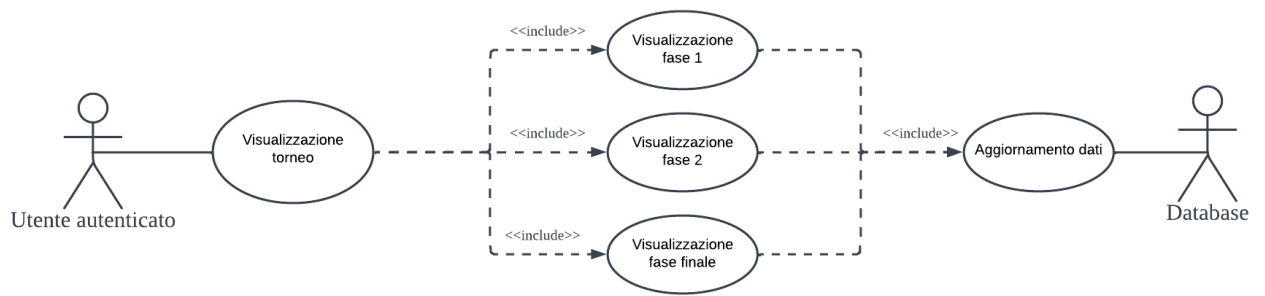 <<include>>
Visualizzazione
fase 1
Visualizzazione
torneo
<<include>>
Visualizzazione
fase 2
<<include>>
Aggiornamento dati
Utente autenticato
Database
<<include>>
Visualizzazione
fase finale